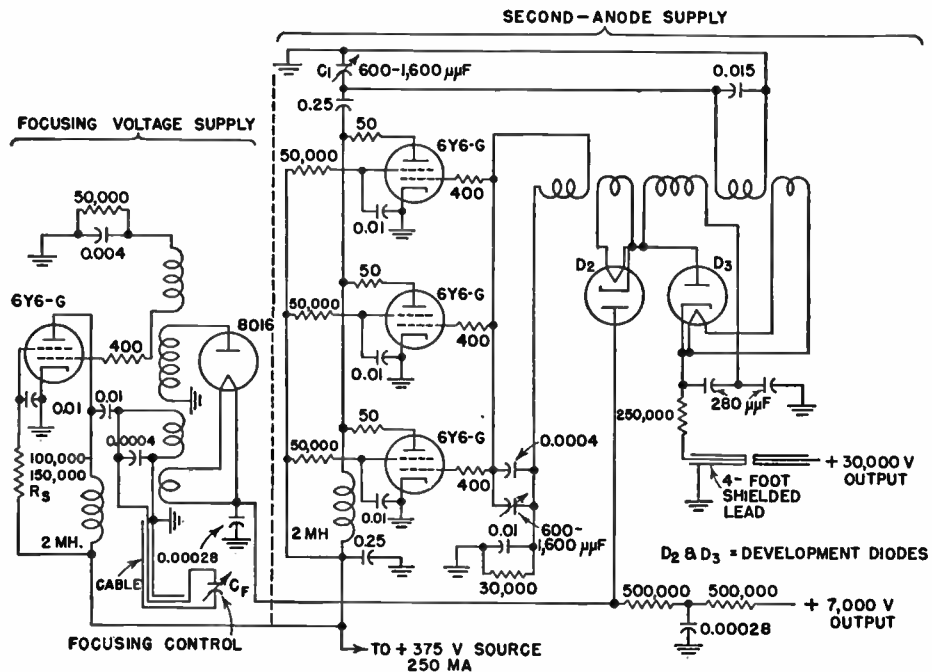 SECOND-ANODE SUPPLY
C1
600-1,600 μμF
0.015
0.25
FOCUSING VOLTAGE SUPPLY
50
6Y6-G
50,000
400
0.01
50,000
0.004
D2
D3
6Y6-G
400
8016
50
6Y6-G
50,000
400
0.01
0.01
0.0004
280 μμF
250,000
50
6Y6-G
50,000
400
0.0004
100,000
150,000
RS
+30,000 V
OUTPUT
4-FOOT
SHIELDED
LEAD
0.01
2 MH.
2 MH
0.25
0.01
600-
1,600 μμF
30,000
0.00028
CABLE
CF
D2 & D3 = DEVELOPMENT DIODES
500,000
500,000
+ 7,000 V
OUTPUT
0.00028
FOCUSING CONTROL
TO + 375 V SOURCE
250 MA